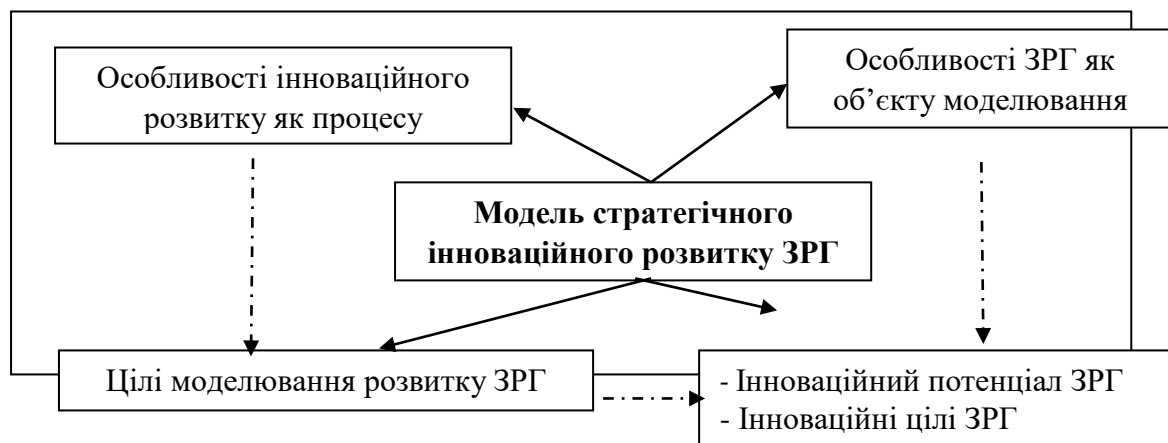 Особливості інноваційного
розвитку як процесу
Особливості ЗРГ як
об’єкту моделювання
Модель стратегічного
інноваційного розвитку ЗРГ
Цілі моделювання розвитку ЗРГ
- Інноваційний потенціал ЗРГ
- Інноваційні цілі ЗРГ